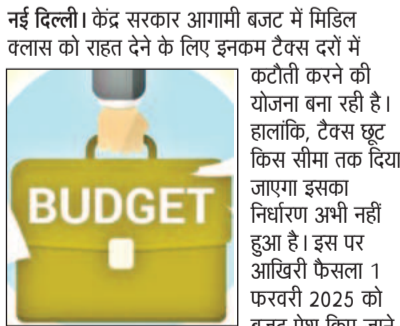 नई दिल्ली। केंद्र सरकार आगामी बजट में मिडिल
क्लास को राहत देने के लिए इनकम टैक्स दरों में
कटौती करने की
योजना बना रही है।
हालांकि, टैक्स छूट
किस सीमा तक दिया
जाएगा इसका
निर्धारण अभी नहीं
हुआ है। इस पर
आखिरी फैसला 1
फरवरी 2025 को
BUDGET